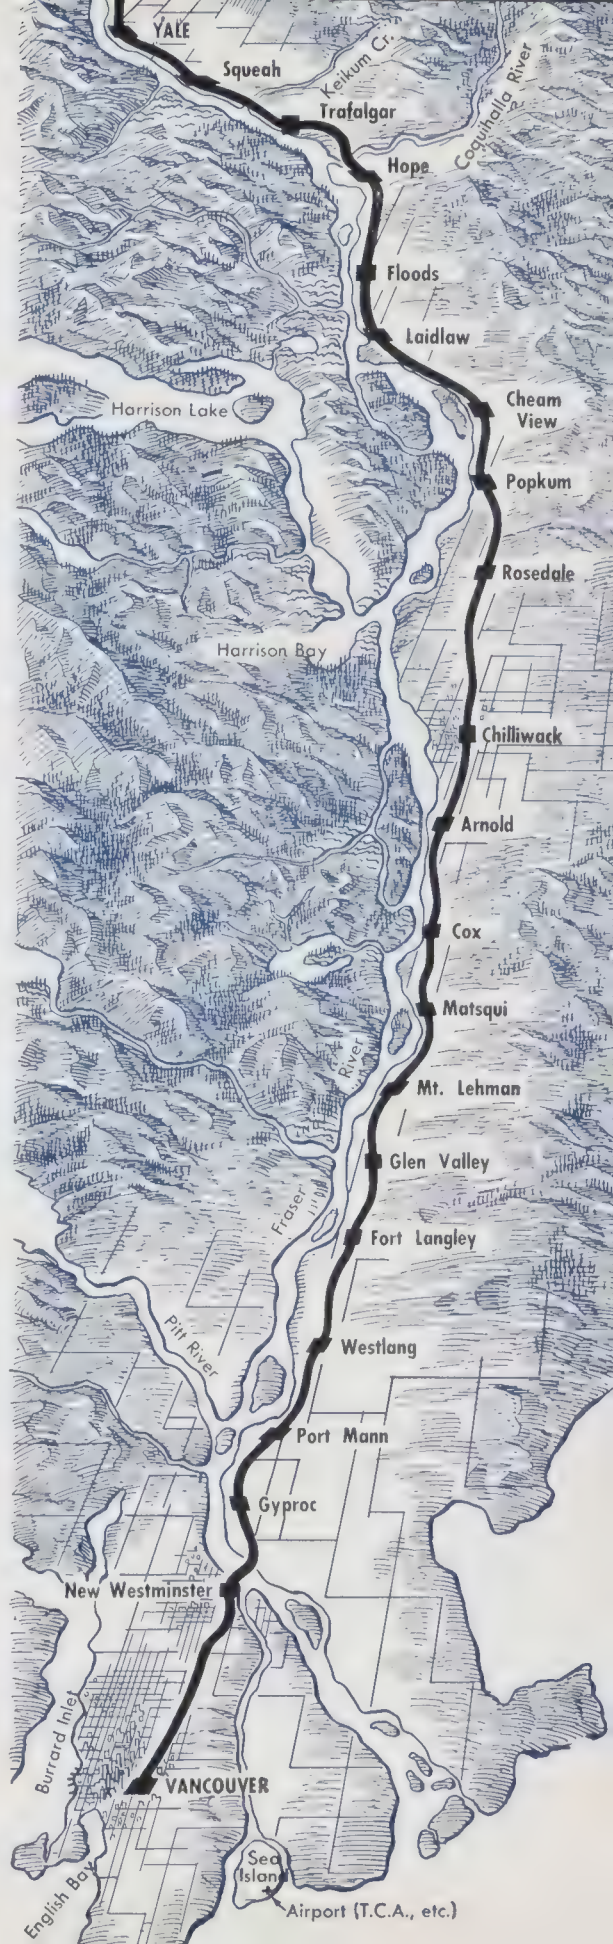 YALE
Squeah
Keikum Cr.
Trafalgar
Coquihalla River
Hope
Floods
Laidlaw
Harrison Lake
Cheam
View
Popkum
Rosedale
Harrison Bay
Chilliwack
Arnold
Cox
Matsqui
River
Mt. Lehman
Glen Valley
Fraser
Fort Langley
Pitt River
Westlang
Port Mann
Gyproc
New Westminster
Burrard Inlet
VANCOUVER
English Bay
Sea
Island
Airport (T.C.A., etc.)